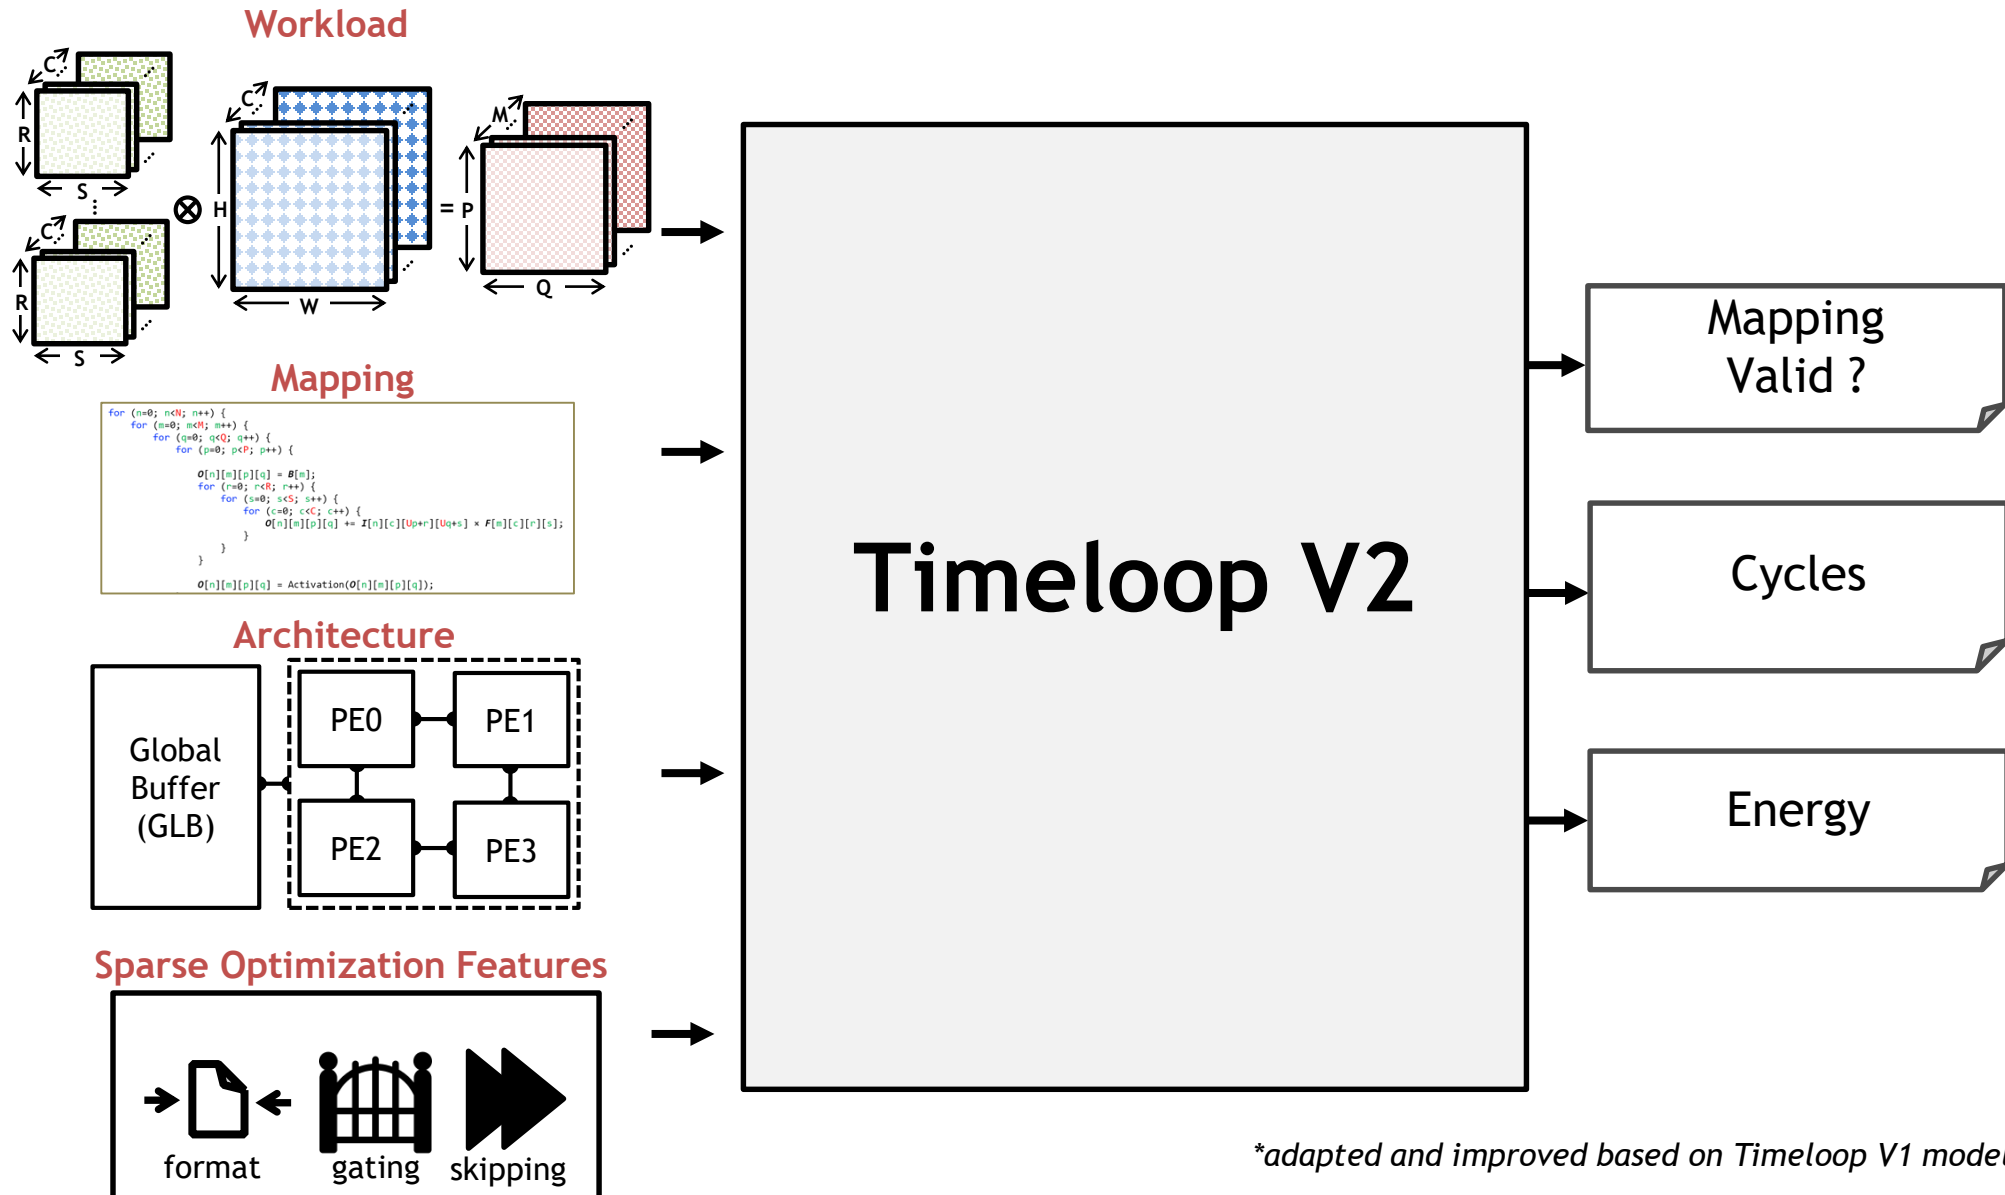 Workload
C
R
S
C
R
S
⊗
C
H
W
=
M
P
Q
Mapping
for (n=0; n<N; n++) {
for (m=0; m<M; m++) {
for (q=0; q<Q; q++) {
for (p=0; p<P; p++) {
O[n][m][p][q] = B[m];
for (r=0; r<R; r++) {
for (s=0; s<S; s++) {
for (c=0; c<C; c++) {
O[n][m][p][q] += I[n][c][Up+r][Uq+s] × F[m][c][r][s];
}
}
}
O[n][m][p][q] = Activation(O[n][m][p][q]);
Architecture
Global
Buffer
(GLB)
PE0
PE1
PE2
PE3
Sparse Optimization Features
format
gating
skipping
Timeloop V2
Mapping
Valid ?
Cycles
Energy
*adapted and improved based on Timeloop V1 model